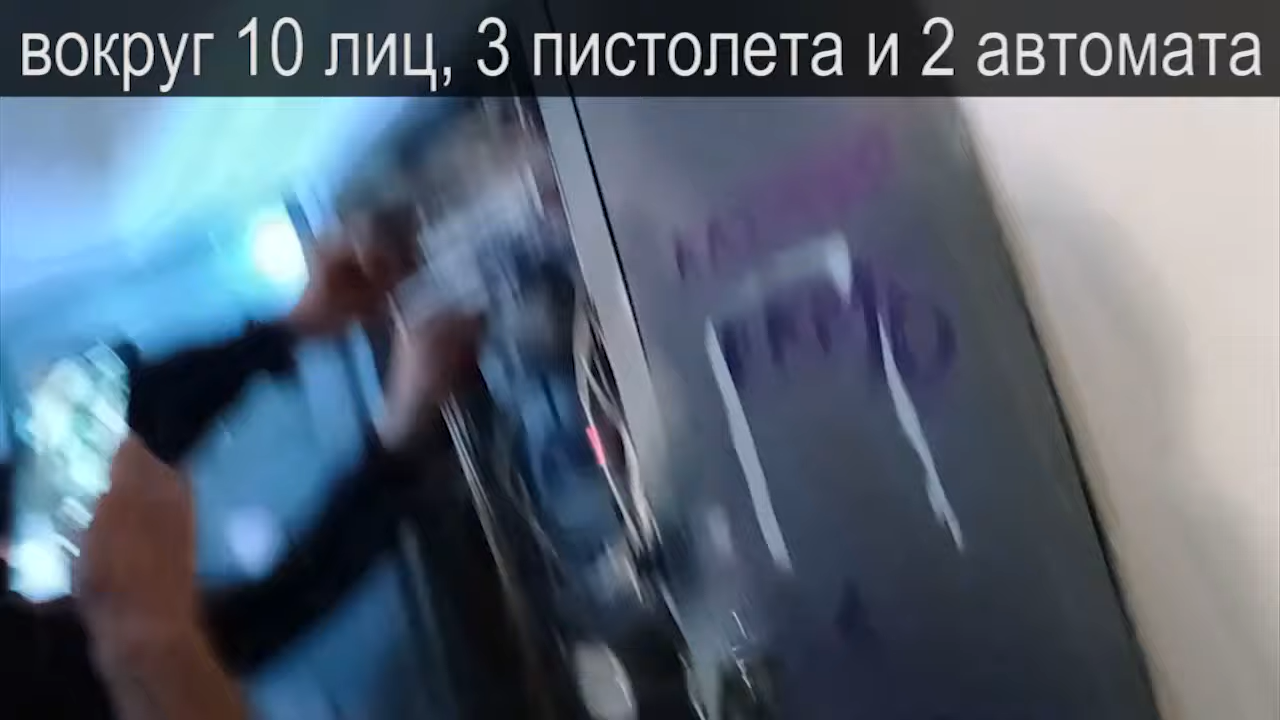 вокруг 10 лиц, 3 пистолета и 2 автомата